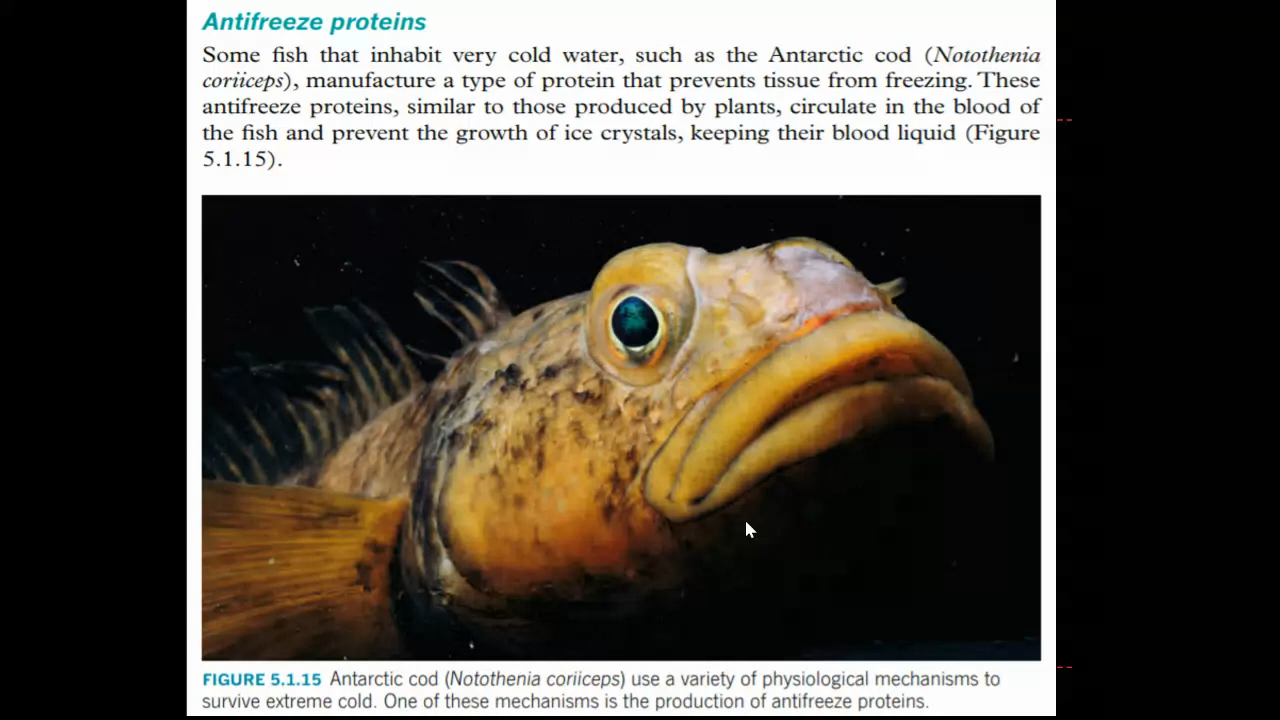 Antifreeze proteins
Some fish that inhabit very cold water, such as the Antarctic cod (Notothenia
coriiceps), manufacture a type of protein that prevents tissue from freezing. These
antifreeze proteins, similar to those produced by plants, circulate in the blood of
the fish and prevent the growth of ice crystals, keeping their blood liquid (Figure
5.1.15).
FIGURE 5.1.15 Antarctic cod (Notothenia coriiceps) use a variety of physiological mechanisms to
survive extreme cold. One of these mechanisms is the production of antifreeze proteins.